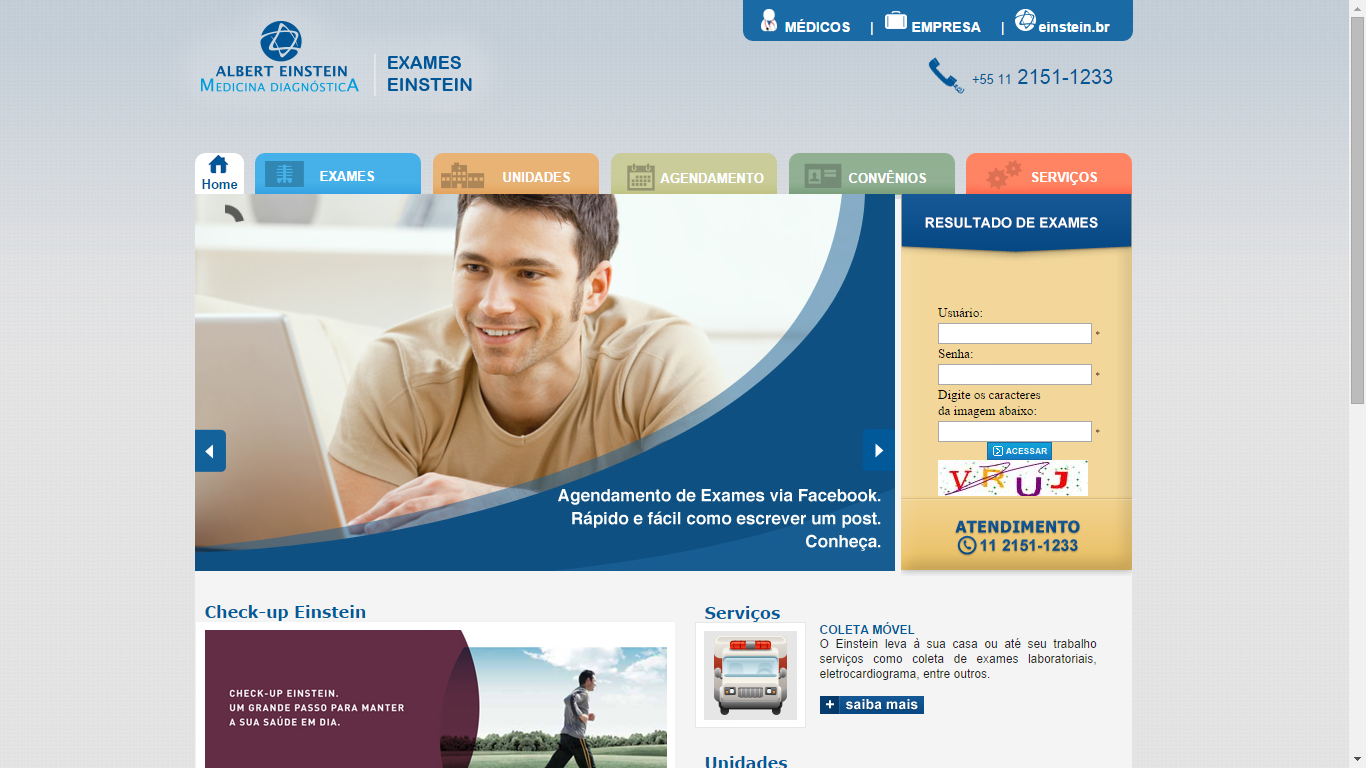 MÉDICOS | EMPRESA | einstein.br
ALBERT EINSTEIN
MEDICINA DIAGNÓSTICA
EXAMES
EINSTEIN
+55 11 2151-1233
Home
EXAMES
UNIDADES
AGENDAMENTO
CONVÊNIOS
SERVIÇOS
Agendamento de Exames via Facebook.
Rápido e fácil como escrever um post.
Conheça.
RESULTADO DE EXAMES
Usuário:
*
Senha:
*
Digite os caracteres
da imagem abaixo:
*
ACESSAR
VRUJ
ATENDIMENTO
11 2151-1233
Check-up Einstein
CHECK-UP EINSTEIN.
UM GRANDE PASSO PARA MANTER
A SUA SAÚDE EM DIA.
Serviços
COLETA MÓVEL
O Einstein leva à sua casa ou até seu trabalho
serviços como coleta de exames laboratoriais,
eletrocardiograma, entre outros.
+ saiba mais
Unidades